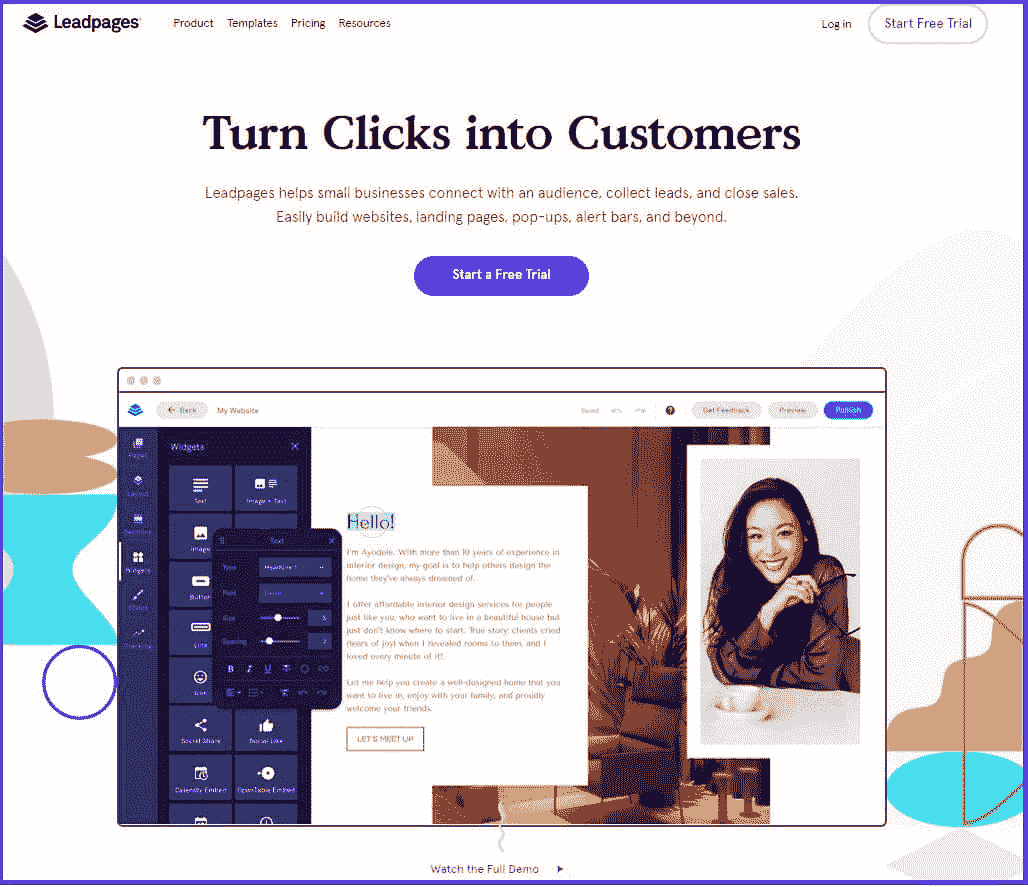 Leadpages
Product Templates Pricing Resources
Log in
Start Free Trial
Turn Clicks into Customers
Leadpages helps small businesses connect with an audience, collect leads, and close sales.
Easily build websites, landing pages, pop-ups, alert bars, and beyond.
Start a Free Trial
Back
My Website
Saved
Get Feedback
Preview
Publish
Pages
Layout
Widgets
Styles
Tracking
Widgets
Text
Image + Text
Image
Button
Line
Icon
Social Share
Social Like
Calendly Embed
OpenTable Embed
Text
Type
Headline 1
Font
Size
5
Spacing
2
B I U
Hello!
I'm Ayodele. With more than 10 years of experience in
interior design, my goal is to help others design the
home they've always dreamed of.
I offer affordable interior design services for people
just like you, who want to live in a beautiful house but
just don't know where to start. True story: clients cried
(tears of joy) when I revealed rooms to them, and I
loved every minute of it!
Let me help you create a well-designed home that you
want to live in, enjoy with your family, and proudly
welcome your friends.
LET'S MEET UP
Watch the Full Demo